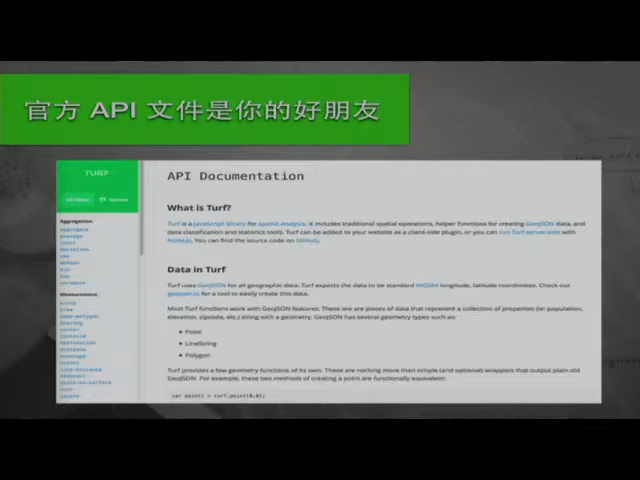 官方 API 文件是你的好朋友
TURF
API Documentation
What is Turf?
Turf is a JavaScript library for spatial analysis. It includes traditional spatial operations, helper functions for creating GeoJSON data, and
data classification and statistics tools. Turf can be added to your website as a client-side plugin, or you can run Turf server-side with
Node.js. You can find the source code on GitHub.
Aggregation
Data in Turf
Turf uses GeoJSON for all geographic data. Turf expects the data to be standard WGS84 longitude, latitude coordinates. Check out
geojson.io for a tool to easily create this data.
Measurement
Most Turf functions work with GeoJSON features. These are pieces of data that represent a collection of properties (ie: population,
elevation, zipcode, etc.) along with a geometry. GeoJSON has several geometry types such as:
Point
LineString
Polygon
Turf provides a few geometry functions of its own. These are nothing more than simple (and optional) wrappers that output plain old
GeoJSON. For example, these two methods of creating a point are functionally equivalent:
var point1 = turf.point(0,0);